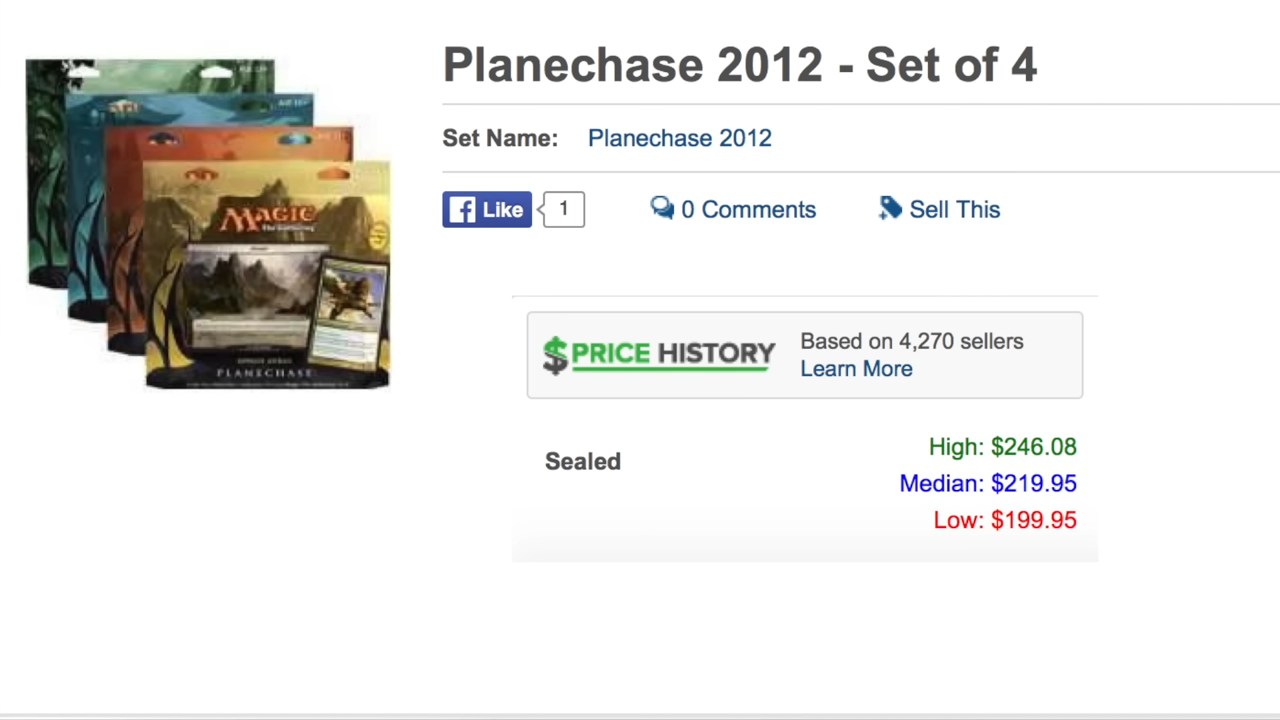 Planechase 2012 - Set of 4
Set Name: Planechase 2012
Like 1 0 Comments Sell This
MAGIC
The Gathering
PLANECHASE
$PRICE HISTORY
Based on 4,270 sellers
Learn More
Sealed
High: $246.08
Median: $219.95
Low: $199.95